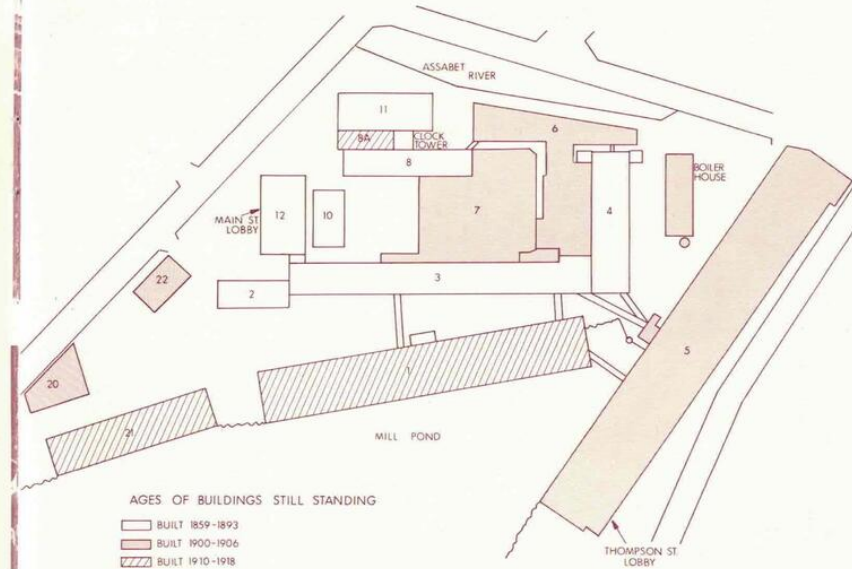 ASSABET
RIVER
11
8A
CLOCK
TOWER
6
8
BOILER
HOUSE
12
10
7
4
MAIN ST.
LOBBY
22
3
2
1
5
20
21
MILL POND
AGES OF BUILDINGS STILL STANDING
BUILT 1859-1893
BUILT 1900-1906
BUILT 1910-1918
THOMPSON ST.
LOBBY